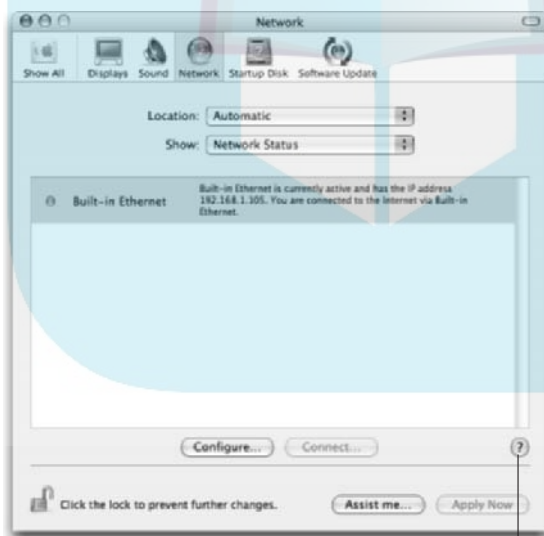 Network
Show All Displays Sound Network Startup Disk Software Update
Location: Automatic
Show: Network Status
Built-in Ethernet
Built-in Ethernet is currently active and has the IP address
192.168.1.105. You are connected to the Internet via Built-in
Ethernet.
Configure... Connect... ?
Click the lock to prevent further changes. Assist me... Apply Now